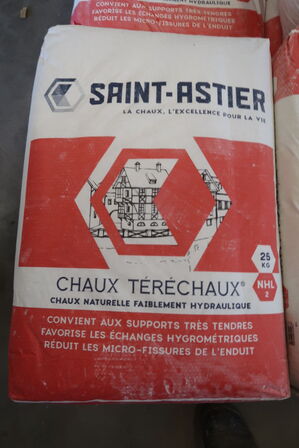 FAIBLEMENT HYDRAULIQUE
CONVIENT AUX SUPPORTS TRÈS TENDRES
FAVORISE LES ÉCHANGES HYGROMÉTRIQUES
RÉDUIT LES MICRO-FISSURES DE L'ENDUIT
SAINT-ASTIER
LA CHAUX, L'EXCELLENCE POUR LA VIE
25
KG
NHL
2
CHAUX TÉRÉCHAUX®
CHAUX NATURELLE FAIBLEMENT HYDRAULIQUE
CONVIENT AUX SUPPORTS TRÈS TENDRES
FAVORISE LES ÉCHANGES HYGROMÉTRIQUES
RÉDUIT LES MICRO-FISSURES DE L'ENDUIT